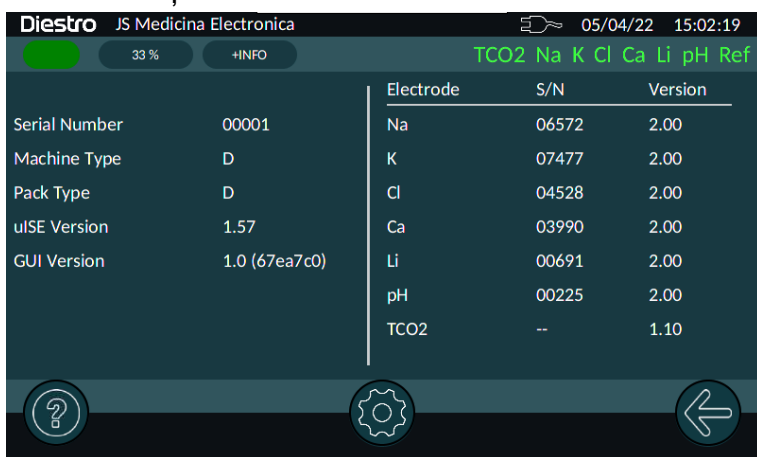 Diestro JS Medicina Electronica 05/04/22 15:02:19
33 % +INFO TCO2 Na K Cl Ca Li pH Ref
Electrode S/N Version
Serial Number 00001 Na 06572 2.00
Machine Type D K 07477 2.00
Pack Type D Cl 04528 2.00
uISE Version 1.57 Ca 03990 2.00
GUI Version 1.0 (67ea7c0) Li 00691 2.00
pH 00225 2.00
TCO2 -- 1.10
?